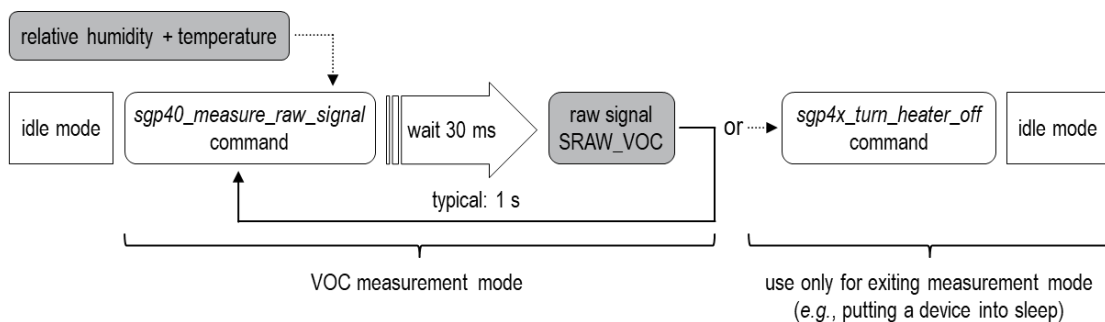 relative humidity + temperature
idle mode
sgp40_measure_raw_signal
command
wait 30 ms
raw signal
SRAW_VOC
or
sgp4x_turn_heater_off
command
idle mode
typical: 1 s
VOC measurement mode
use only for exiting measurement mode
(e.g., putting a device into sleep)